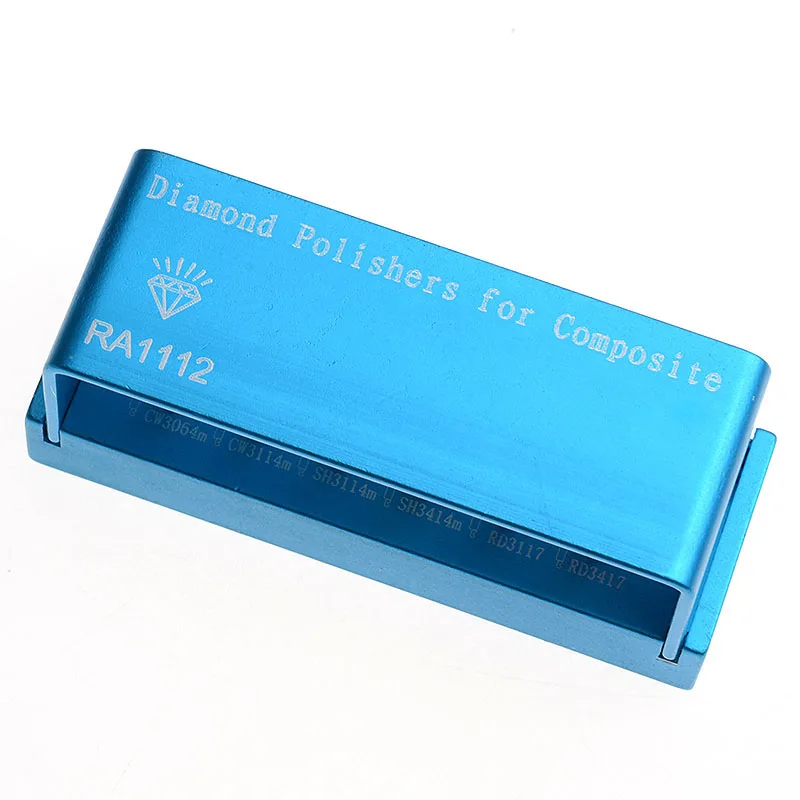 Diamond Polishers for Composite
RA1112
CW3064m CW3114m SH3114m SH3414m RD3117 RD3417